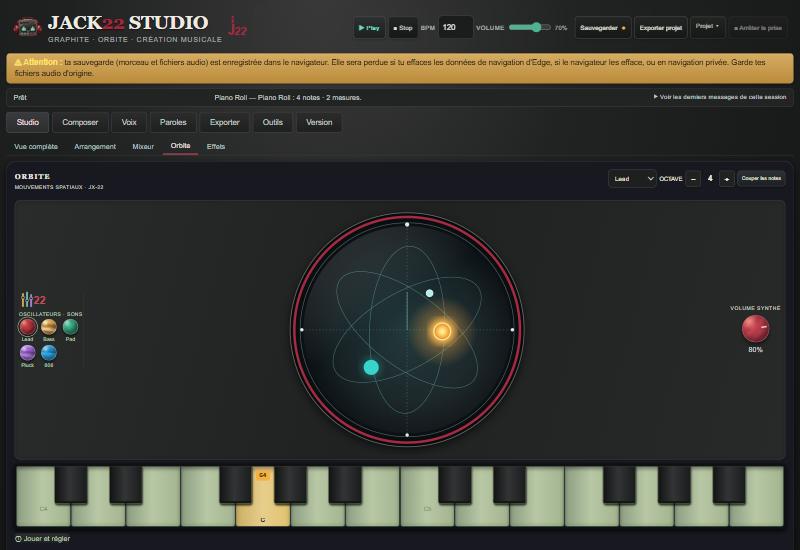 JACK22 STUDIO
GRAPHITE · ORBITE · CRÉATION MUSICALE
J22
▶ Play
■ Stop
BPM
120
VOLUME
70%
Sauvegarder
Exporter projet
Projet
■ Arrêter la prise
⚠ Attention : ta sauvegarde (morceau et fichiers audio) est enregistrée dans le navigateur. Elle sera perdue si tu effaces les données de navigation d'Edge, si le navigateur les efface, ou en navigation privée. Garde tes
fichiers audio d'origine.
Prêt
Piano Roll — Piano Roll : 4 notes · 2 mesures.
▶ Voir les derniers messages de cette session
Studio
Composer
Voix
Paroles
Exporter
Outils
Version
Vue complète
Arrangement
Mixeur
Orbite
Effets
ORBITE
MOUVEMENTS SPATIAUX · JX-22
Lead
OCTAVE
−
4
+
Couper les notes
22
OSCILLATEURS · SONS
Lead
Bass
Pad
Pluck
808
VOLUME SYNTHÉ
80%
C4
G4
G
C5
Jouer et régler